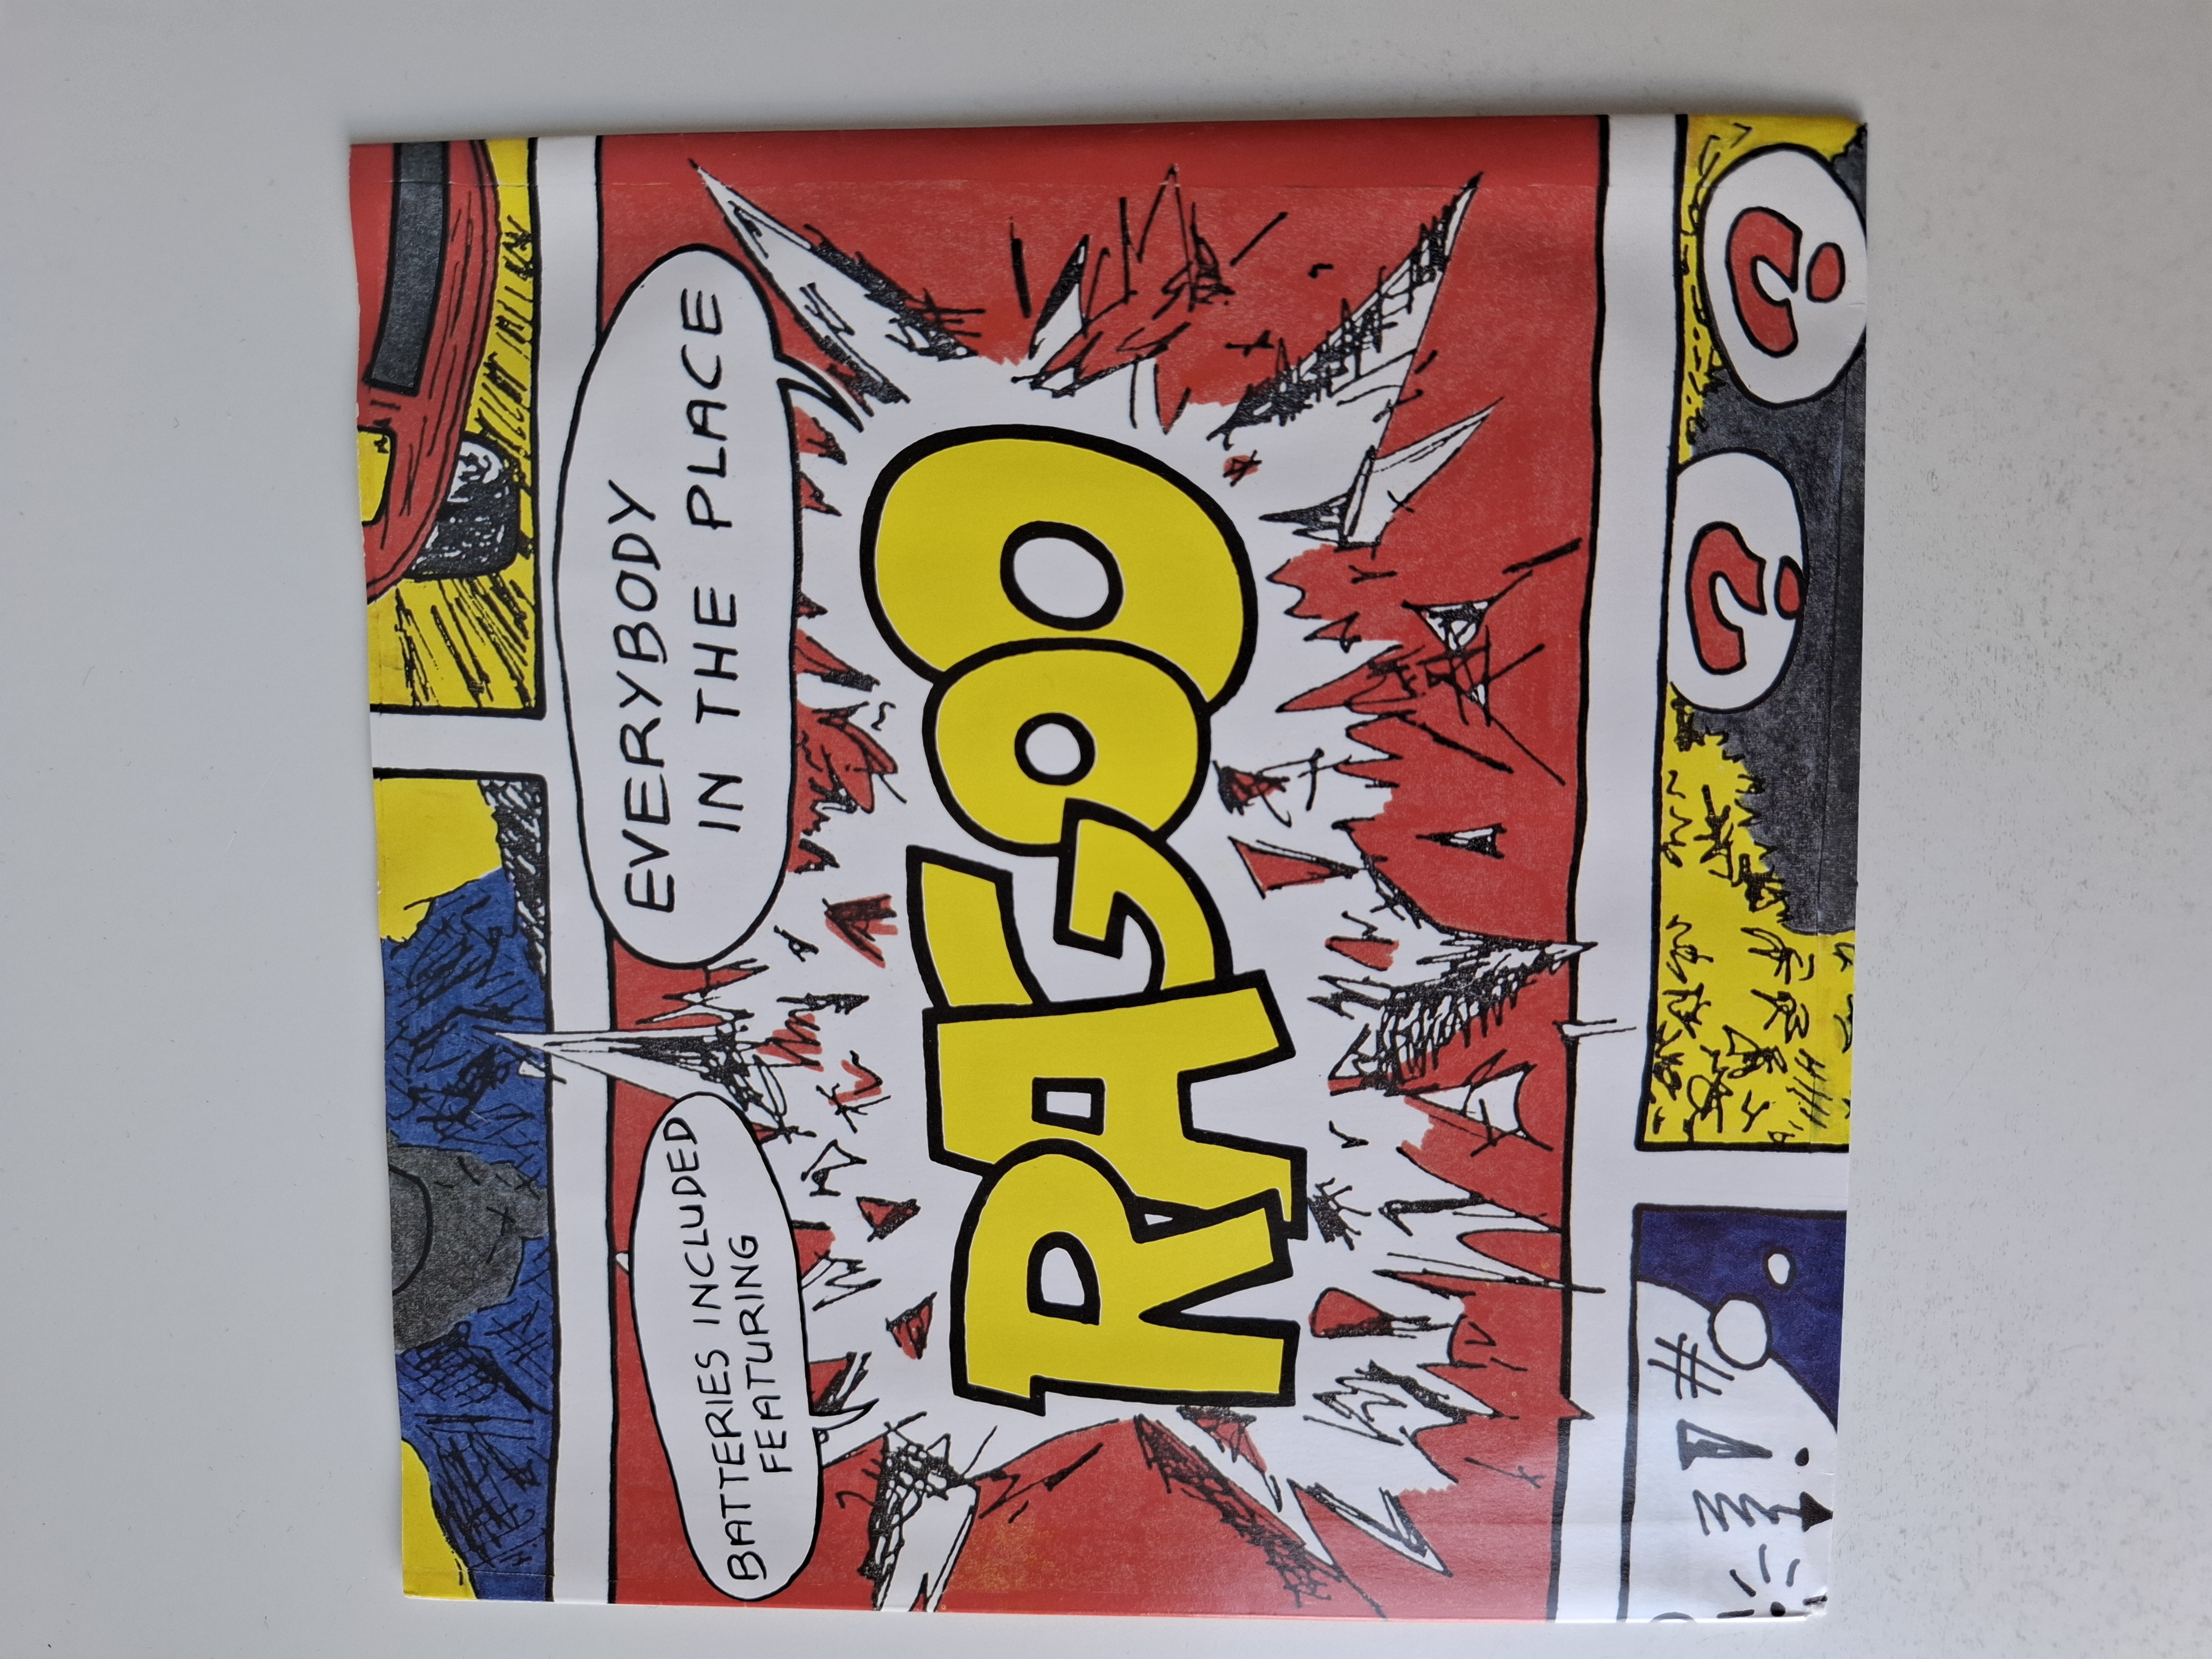 BATTERIES INCLUDED
FEATURING
EVERYBODY
IN THE PLACE
RAGOO
? ?